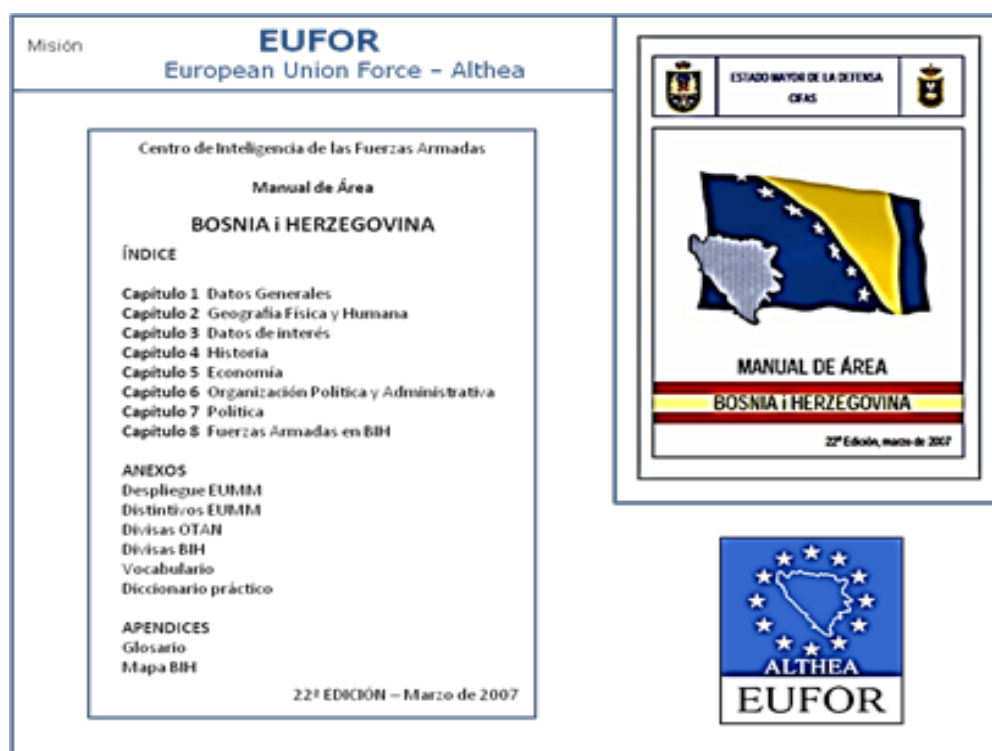 Misión
EUFOR
European Union Force – Althea
Centro de Inteligencia de las Fuerzas Armadas
Manual de Área
BOSNIA i HERZEGOVINA
ÍNDICE
Capítulo 1 Datos Generales
Capítulo 2 Geografía Física y Humana
Capítulo 3 Datos de interés
Capítulo 4 Historia
Capítulo 5 Economía
Capítulo 6 Organización Política y Administrativa
Capítulo 7 Política
Capítulo 8 Fuerzas Armadas en BIH
ANEXOS
Despliegue EUMM
Distintivos EUMM
Divisas OTAN
Divisas BIH
Vocabulario
Diccionario práctico
APENDICES
Glosario
Mapa BIH
22ª EDICIÓN – Marzo de 2007
ESTADO MAYOR DE LA DEFENSA
CIFAS
MANUAL DE ÁREA
BOSNIA i HERZEGOVINA
22ª Edición, marzo de 2007
ALTHEA
EUFOR